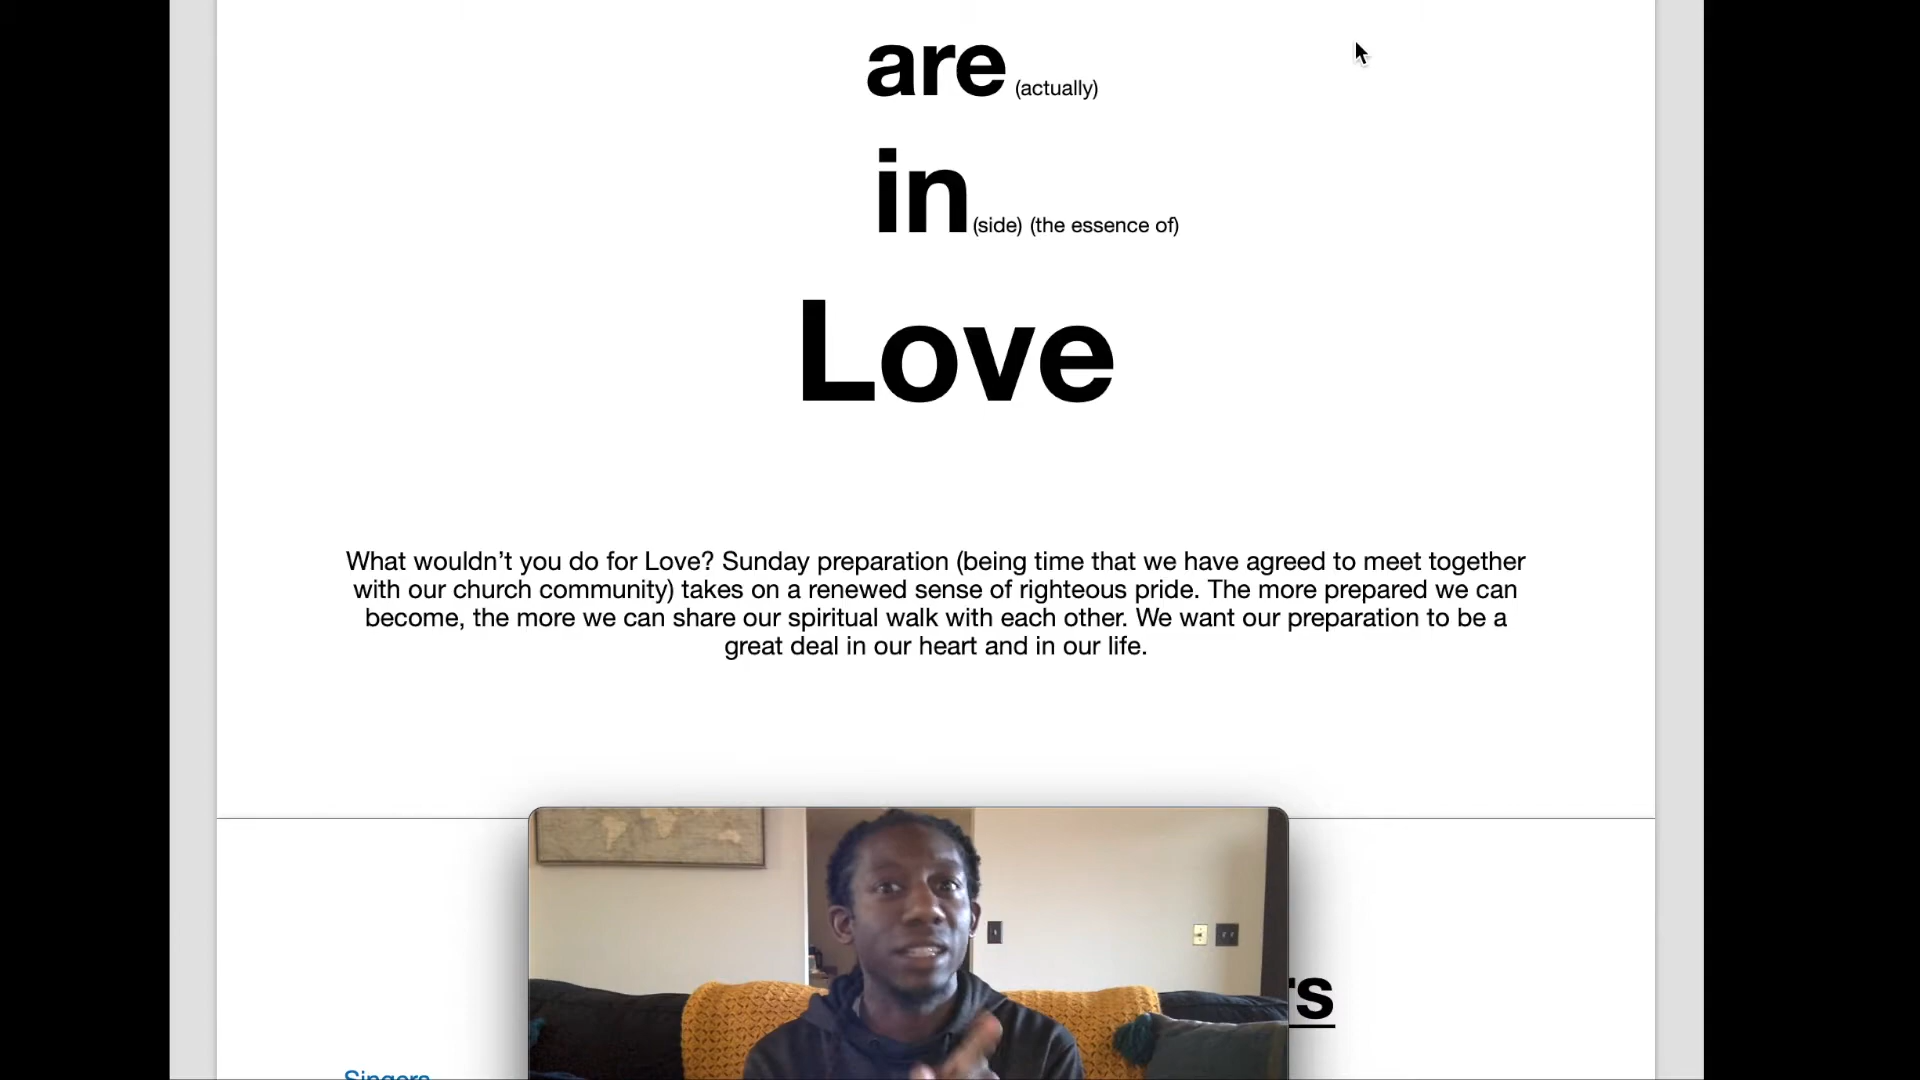 are (actually)
in(side) (the essence of)
Love
What wouldn’t you do for Love? Sunday preparation (being time that we have agreed to meet together
with our church community) takes on a renewed sense of righteous pride. The more prepared we can
become, the more we can share our spiritual walk with each other. We want our preparation to be a
great deal in our heart and in our life.
Singers